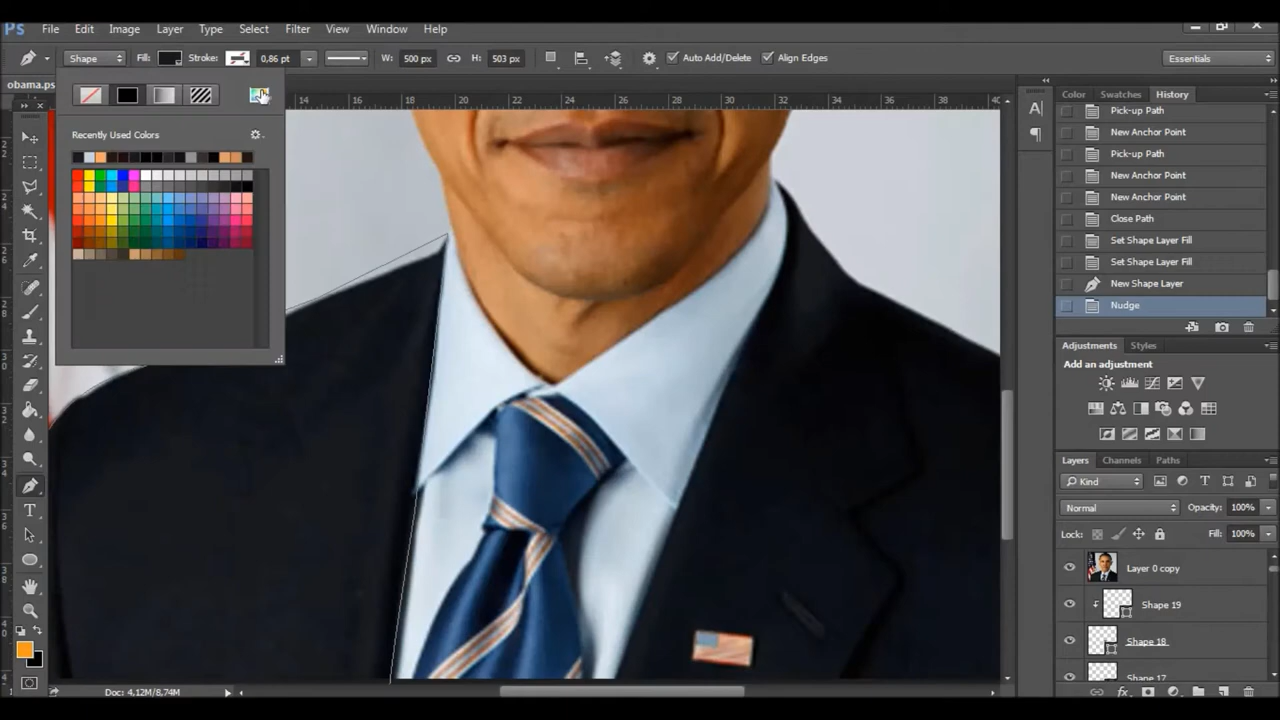 Ps File Edit Image Layer Type Select Filter View Window Help
Shape Fill: Stroke: 0,86 pt W: 500 px H: 503 px Auto Add/Delete Align Edges Essentials
obama.ps
14 16 18 20 22 24 26 28 30 32 34 36 38
Color Swatches History
Recently Used Colors
Pick-up Path
New Anchor Point
Pick-up Path
New Anchor Point
New Anchor Point
Close Path
Set Shape Layer Fill
Set Shape Layer Fill
New Shape Layer
Nudge
Adjustments Styles
Add an adjustment
Layers Channels Paths
Kind
Normal Opacity: 100%
Lock: Fill: 100%
Layer 0 copy
Shape 19
Shape 18
Shape 17
Doc: 4,12M/8,74M